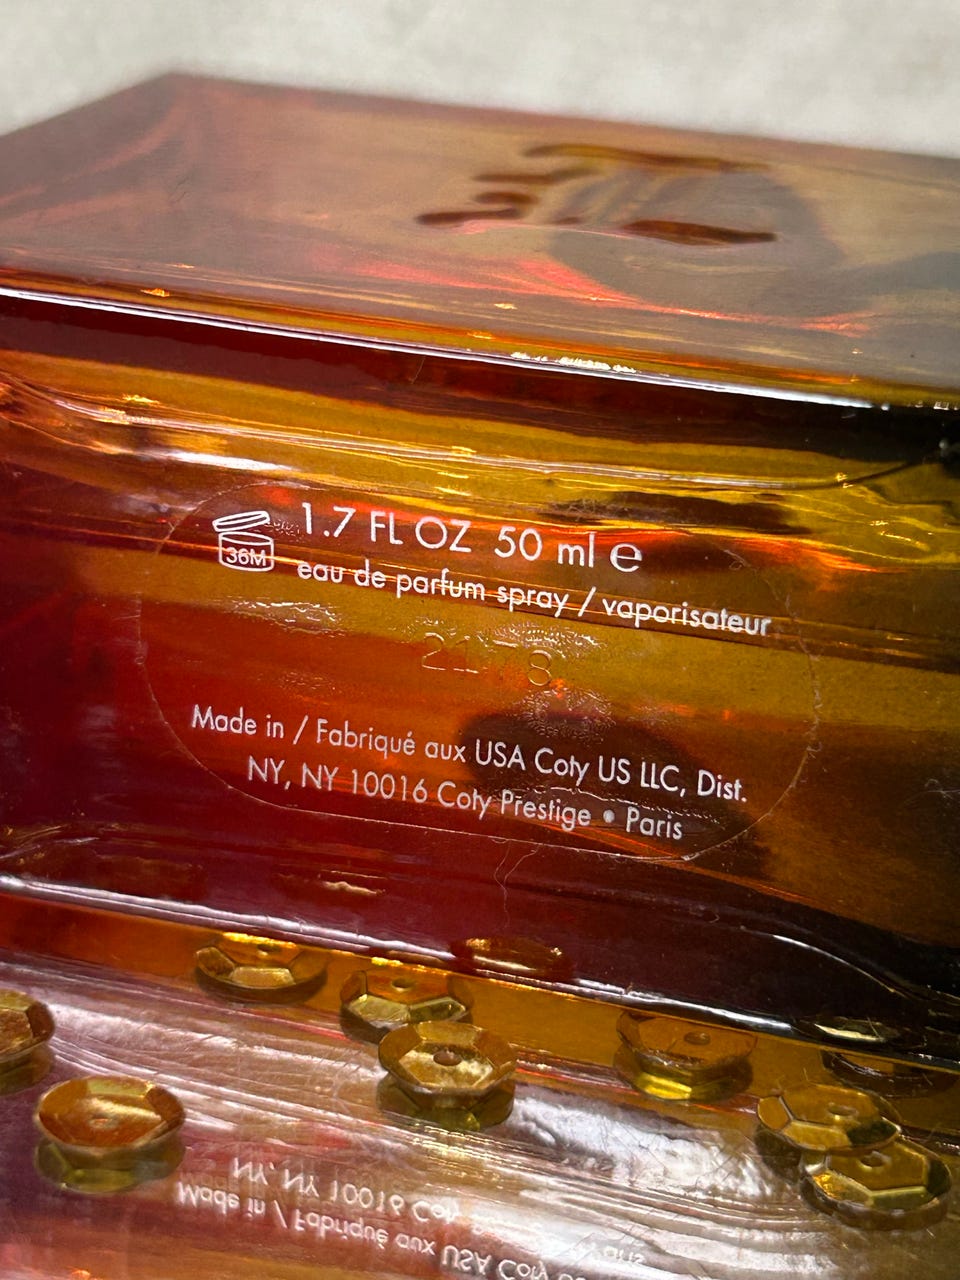 36M
1.7 FL OZ 50 ml ℮
eau de parfum spray / vaporisateur
Made in / Fabriqué aux USA Coty US LLC, Dist.
NY, NY 10016 Coty Prestige • Paris